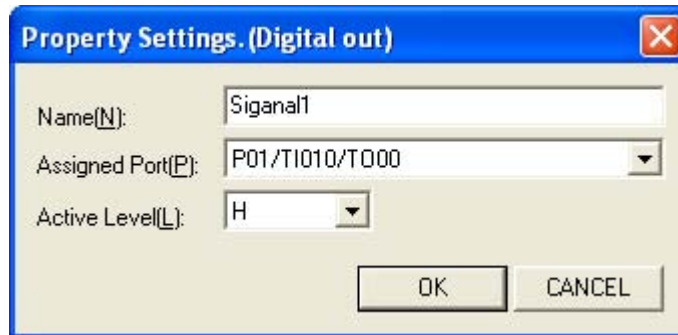 Property Settings.(Digital out)
Name(N): Siganal1
Assigned Port(P): P01/TI010/TO00
Active Level(L): H
OK CANCEL